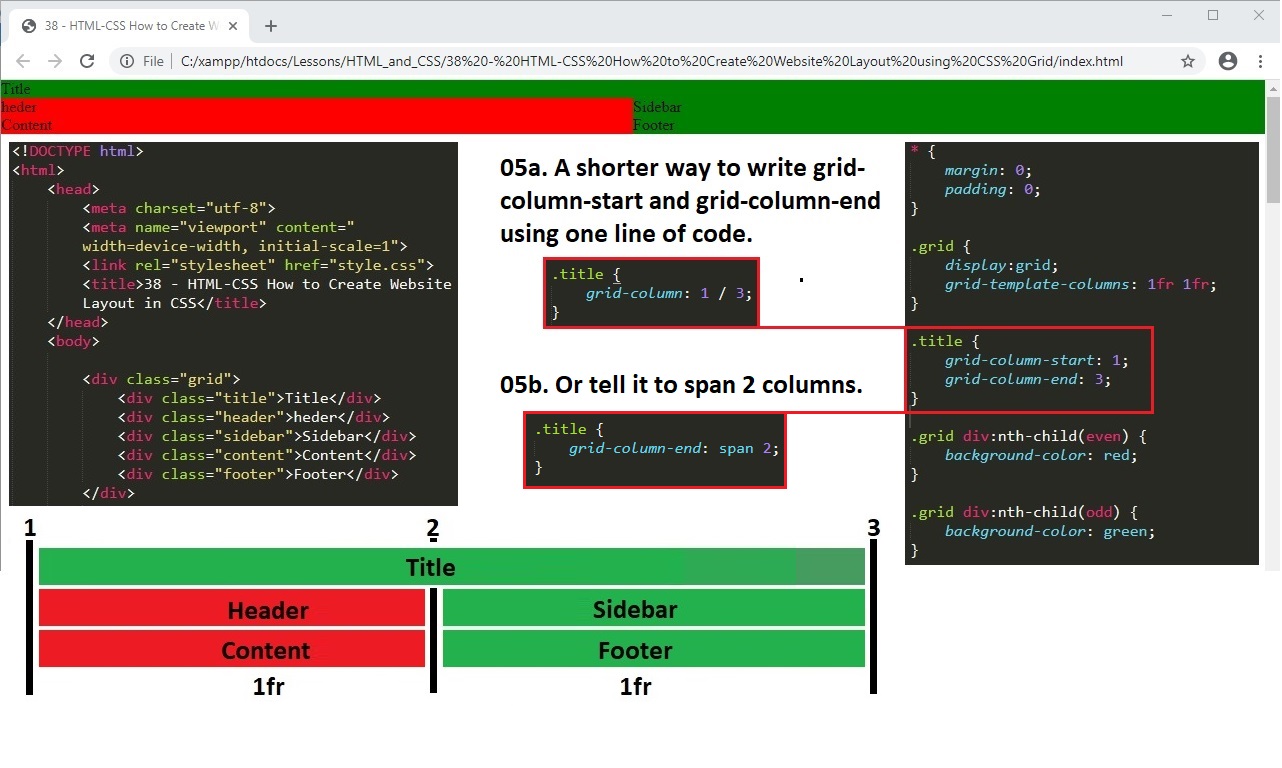 38 - HTML-CSS How to Create W
File
C:/xampp/htdocs/Lessons/HTML_and_CSS/38%20-%20HTML-CSS%20How%20to%20Create%20Website%20Layout%20using%20CSS%20Grid/index.html
Title
heder
Sidebar
Content
Footer
<!DOCTYPE html>
<html>
<head>
<meta charset="utf-8">
<meta name="viewport" content="
width=device-width, initial-scale=1">
<link rel="stylesheet" href="style.css">
<title>38 - HTML-CSS How to Create Website
Layout in CSS</title>
</head>
<body>
<div class="grid">
<div class="title">Title</div>
<div class="header">heder</div>
<div class="sidebar">Sidebar</div>
<div class="content">Content</div>
<div class="footer">Footer</div>
</div>
05a. A shorter way to write grid-
column-start and grid-column-end
using one line of code.
.title {
grid-column: 1 / 3;
}
05b. Or tell it to span 2 columns.
.title {
grid-column-end: span 2;
}
* {
margin: 0;
padding: 0;
}
.grid {
display:grid;
grid-template-columns: 1fr 1fr;
}
.title {
grid-column-start: 1;
grid-column-end: 3;
}
.grid div:nth-child(even) {
background-color: red;
}
.grid div:nth-child(odd) {
background-color: green;
}
1 2 3
Title
Header Sidebar
Content Footer
1fr 1fr